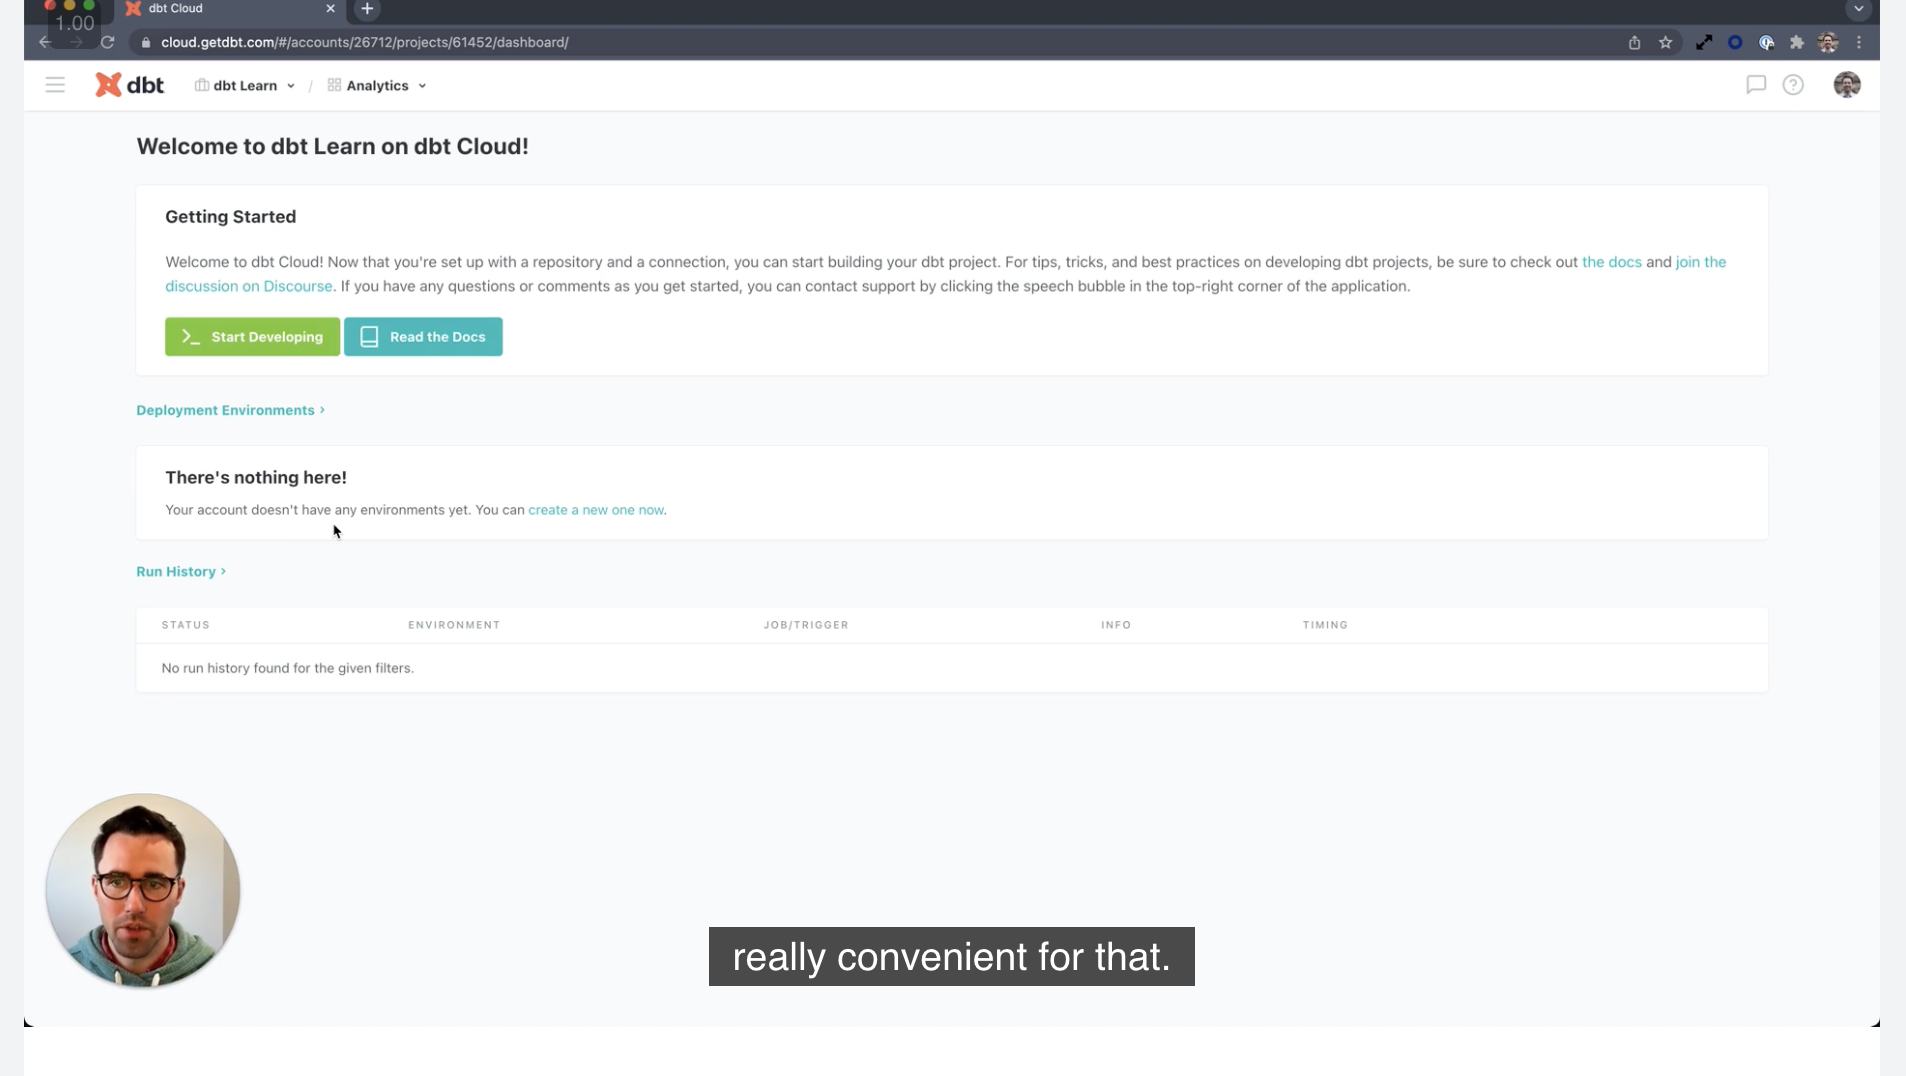 dbt Cloud
1.00
cloud.getdbt.com/#/accounts/26712/projects/61452/dashboard/
dbt dbt Learn / Analytics
Welcome to dbt Learn on dbt Cloud!
Getting Started
Welcome to dbt Cloud! Now that you're set up with a repository and a connection, you can start building your dbt project. For tips, tricks, and best practices on developing dbt projects, be sure to check out the docs and join the
discussion on Discourse. If you have any questions or comments as you get started, you can contact support by clicking the speech bubble in the top-right corner of the application.
Start Developing Read the Docs
Deployment Environments >
There's nothing here!
Your account doesn't have any environments yet. You can create a new one now.
Run History >
STATUS ENVIRONMENT JOB/TRIGGER INFO TIMING
No run history found for the given filters.
really convenient for that.